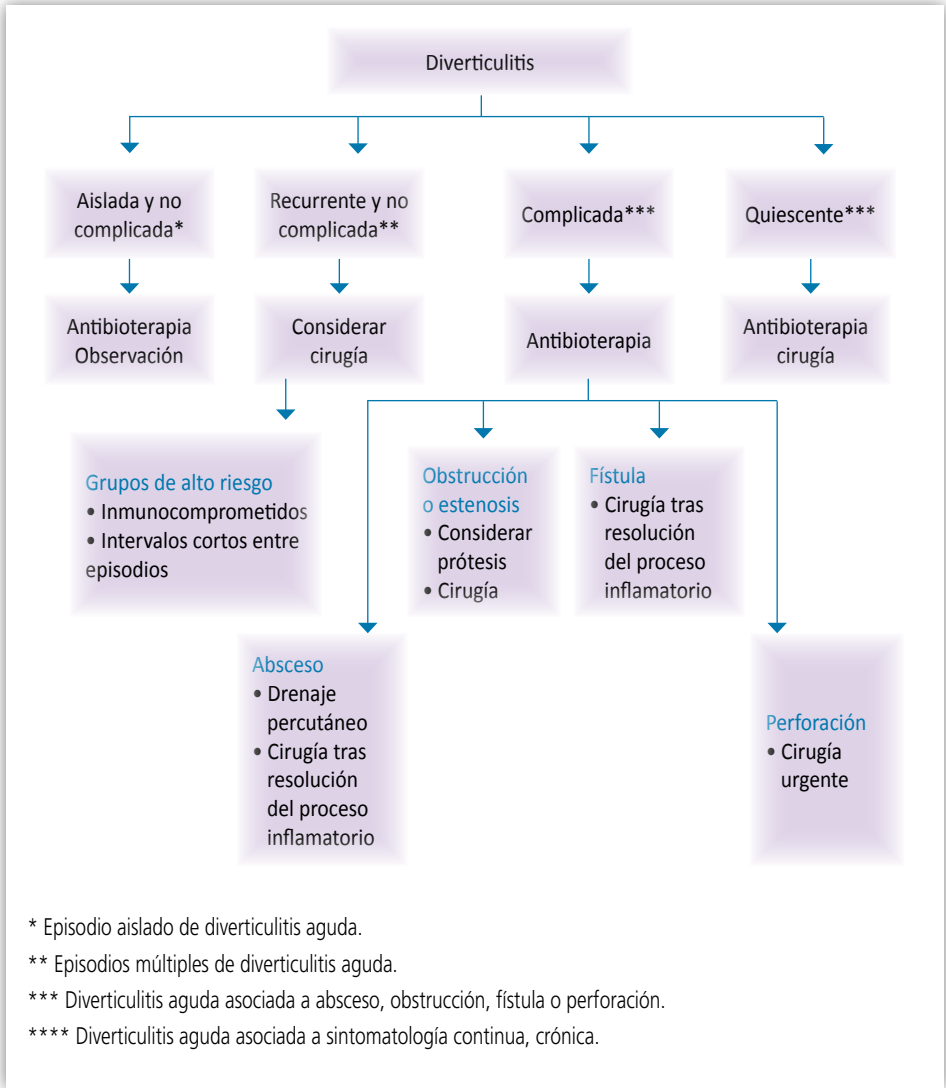 Diverticulitis
Aislada y no
complicada*
Recurrente y no
complicada**
Complicada***
Quiescente***
Antibioterapia
Observación
Considerar
cirugía
Antibioterapia
Antibioterapia
cirugía
Grupos de alto riesgo
• Inmunocomprometidos
• Intervalos cortos entre
episodios
Obstrucción
o estenosis
• Considerar
prótesis
• Cirugía
Fístula
• Cirugía tras
resolución
del proceso
inflamatorio
Absceso
• Drenaje
percutáneo
• Cirugía tras
resolución
del proceso
inflamatorio
Perforación
• Cirugía
urgente
* Episodio aislado de diverticulitis aguda.
** Episodios múltiples de diverticulitis aguda.
*** Diverticulitis aguda asociada a absceso, obstrucción, fístula o perforación.
**** Diverticulitis aguda asociada a sintomatología continua, crónica.